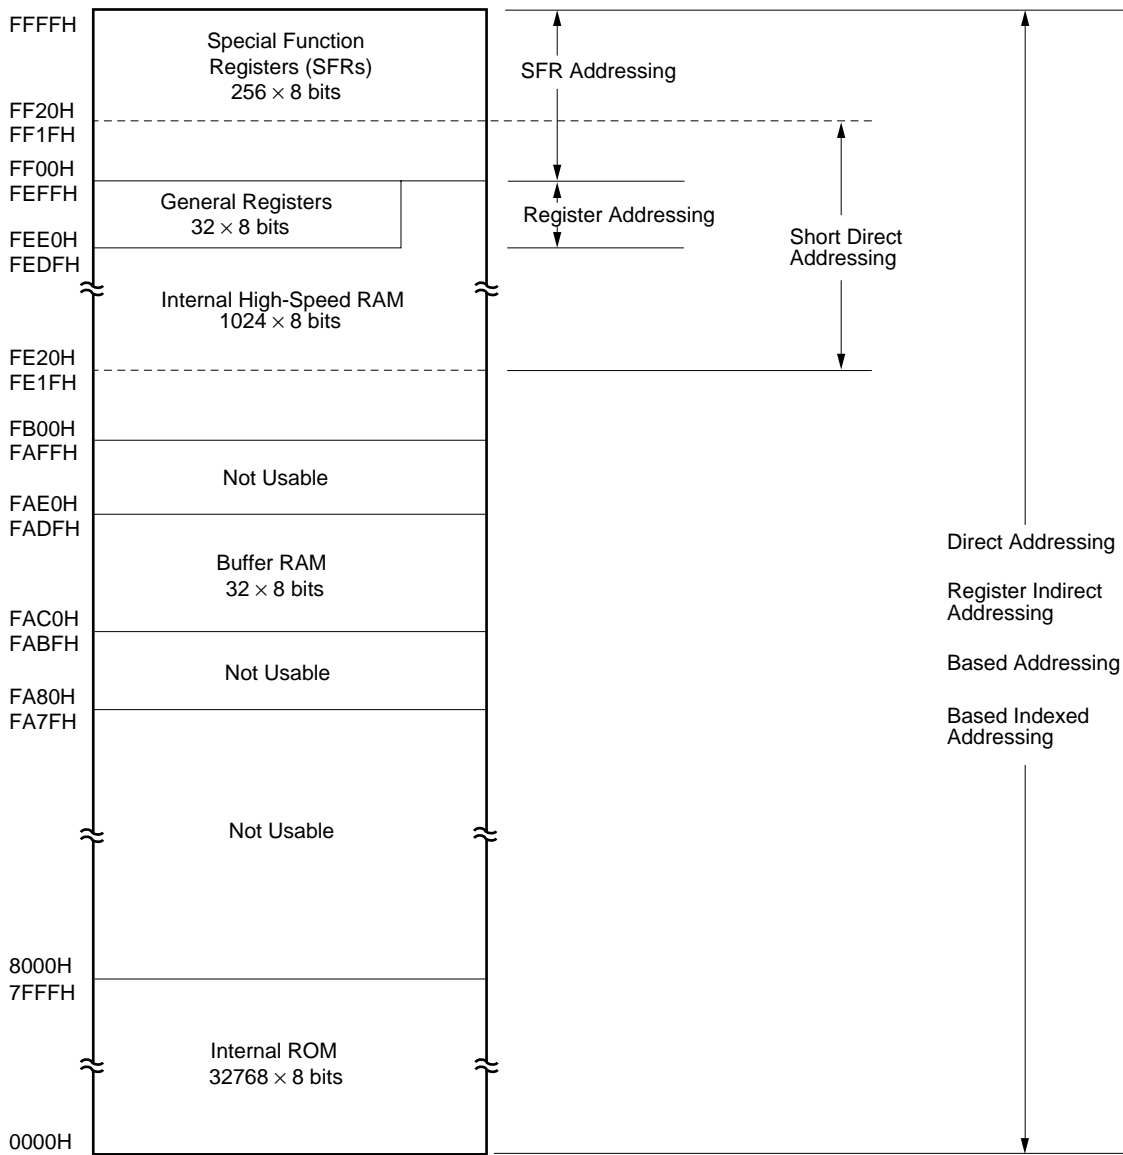 FFFFH
Special Function
Registers (SFRs)
256 × 8 bits
SFR Addressing
FF20H
FF1FH
FF00H
FEFFH
General Registers
32 × 8 bits
Register Addressing
Short Direct
Addressing
FEE0H
FEDFH
Internal High-Speed RAM
1024 × 8 bits
FE20H
FE1FH
FB00H
FAFFH
Not Usable
FAE0H
FADFH
Buffer RAM
32 × 8 bits
Direct Addressing
Register Indirect
Addressing
Based Addressing
Based Indexed
Addressing
FAC0H
FABFH
Not Usable
FA80H
FA7FH
Not Usable
8000H
7FFFH
Internal ROM
32768 × 8 bits
0000H